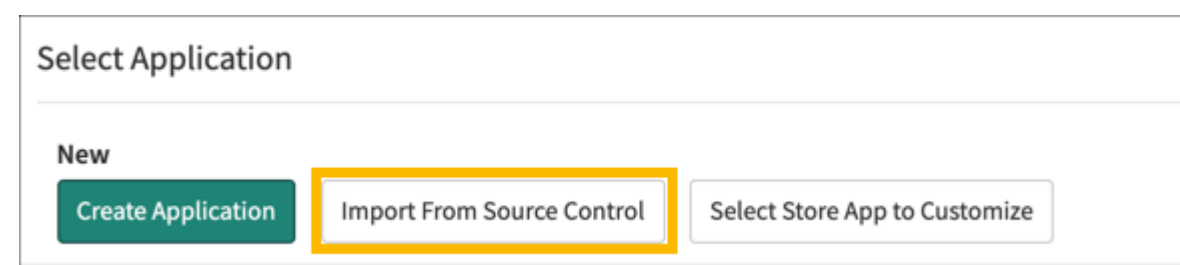 Select Application
New
Create Application Import From Source Control Select Store App to Customize